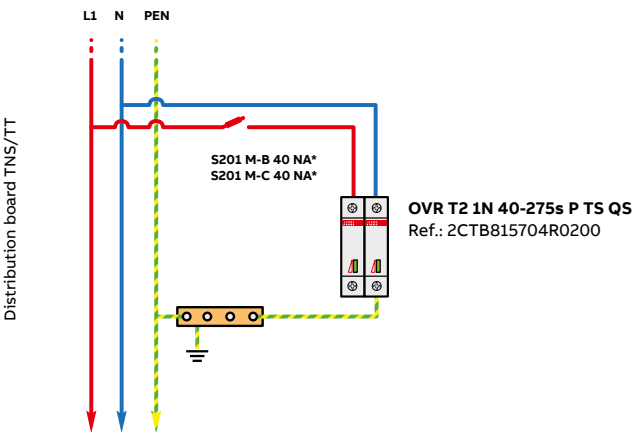 L1 N PEN
Distribution board TNS/TT
S201 M-B 40 NA*
S201 M-C 40 NA*
OVR T2 1N 40-275s P TS QS
Ref.: 2CTB815704R0200